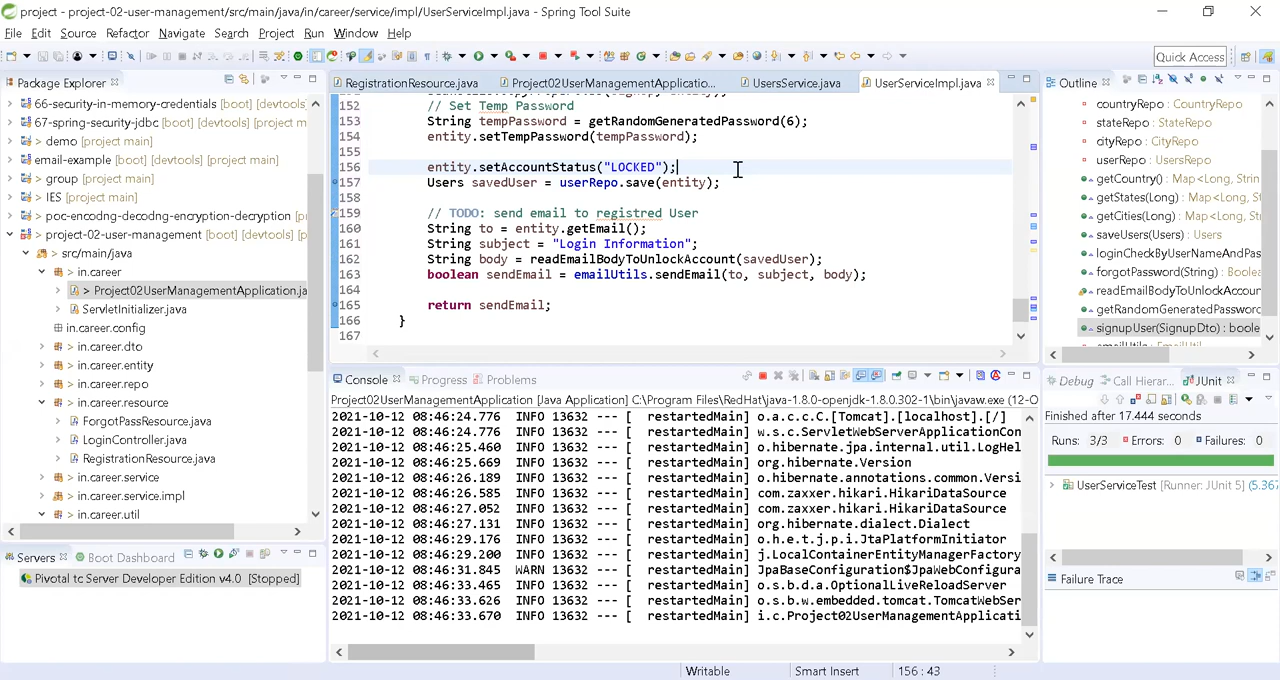 project - project-02-user-management/src/main/java/in/career/service/impl/UserServiceImpl.java - Spring Tool Suite
File Edit Source Refactor Navigate Search Project Run Window Help
Quick Access
Package Explorer
66-security-in-memory-credentials [boot] [devtools]
67-spring-security-jdbc [boot] [devtools] [project m
demo [project main]
email-example [boot] [project main]
group [project main]
IES [project main]
poc-encodng-decodng-encryption-decryption
project-02-user-management [boot] [devtools] [p
src/main/java
> in.career
> Project02UserManagementApplication.ja
> ServletInitializer.java
in.career.config
> in.career.dto
> in.career.entity
> in.career.repo
> in.career.resource
ForgotPassResource.java
LoginController.java
RegistrationResource.java
> in.career.service
> in.career.service.impl
> in.career.util
Servers Boot Dashboard
Pivotal tc Server Developer Edition v4.0 [Stopped]
RegistrationResource.java Project02UserManagementApplicatio... UsersService.java UserServiceImpl.java
152 // Set Temp Password
153 String tempPassword = getRandomGeneratedPassword(6);
154 entity.setTempPassword(tempPassword);
155
156 entity.setAccountStatus("LOCKED");
157 Users savedUser = userRepo.save(entity);
158
159 // TODO: send email to registred User
160 String to = entity.getEmail();
161 String subject = "Login Information";
162 String body = readEmailBodyToUnlockAccount(savedUser);
163 boolean sendEmail = emailUtils.sendEmail(to, subject, body);
164
165 return sendEmail;
166 }
167
Console Progress Problems
Project02UserManagementApplication [Java Application] C:\Program Files\RedHat\java-1.8.0-openjdk-1.8.0.302-1\bin\javaw.exe (12-O
2021-10-12 08:46:24.776 INFO 13632 --- [ restartedMain] o.a.c.c.C.[Tomcat].[localhost].[/]
2021-10-12 08:46:24.776 INFO 13632 --- [ restartedMain] w.s.c.ServletWebServerApplicationCon
2021-10-12 08:46:25.460 INFO 13632 --- [ restartedMain] o.hibernate.jpa.internal.util.LogHel
2021-10-12 08:46:25.669 INFO 13632 --- [ restartedMain] org.hibernate.Version
2021-10-12 08:46:26.189 INFO 13632 --- [ restartedMain] o.hibernate.annotations.common.Versi
2021-10-12 08:46:26.585 INFO 13632 --- [ restartedMain] com.zaxxer.hikari.HikariDataSource
2021-10-12 08:46:27.052 INFO 13632 --- [ restartedMain] com.zaxxer.hikari.HikariDataSource
2021-10-12 08:46:27.131 INFO 13632 --- [ restartedMain] org.hibernate.dialect.Dialect
2021-10-12 08:46:29.155 INFO 13632 --- [ restartedMain] o.h.e.t.j.p.i.JtaPlatformInitiator
2021-10-12 08:46:29.200 INFO 13632 --- [ restartedMain] j.LocalContainerEntityManagerFactory
2021-10-12 08:46:31.845 WARN 13632 --- [ restartedMain] JpaBaseConfiguration$JpaWebConfigura
2021-10-12 08:46:33.465 INFO 13632 --- [ restartedMain] o.s.b.d.a.OptionalLiveReloadServer
2021-10-12 08:46:33.626 INFO 13632 --- [ restartedMain] o.s.b.w.embedded.tomcat.TomcatWebSer
2021-10-12 08:46:33.670 INFO 13632 --- [ restartedMain] i.c.Project02UserManagementApplicati
Outline
countryRepo : CountryRepo
stateRepo : StateRepo
cityRepo : CityRepo
userRepo : UsersRepo
getCountry() : Map<Long, Strin
getStates(Long) : Map<Long, S
getCities(Long) : Map<Long, St
saveUsers(Users) : Users
loginCheckByUserNameAndPas
forgotPassword(String) : Boolea
readEmailBodyToUnlockAccoun
getRandomGeneratedPassword
signupUser(SignupDto) : boole
Debug Call Hierar... JUnit
Finished after 17.444 seconds
Runs: 3/3 Errors: 0 Failures: 0
UserServiceTest [Runner: JUnit 5] (5.367
Failure Trace
Writable Smart Insert 156 : 43